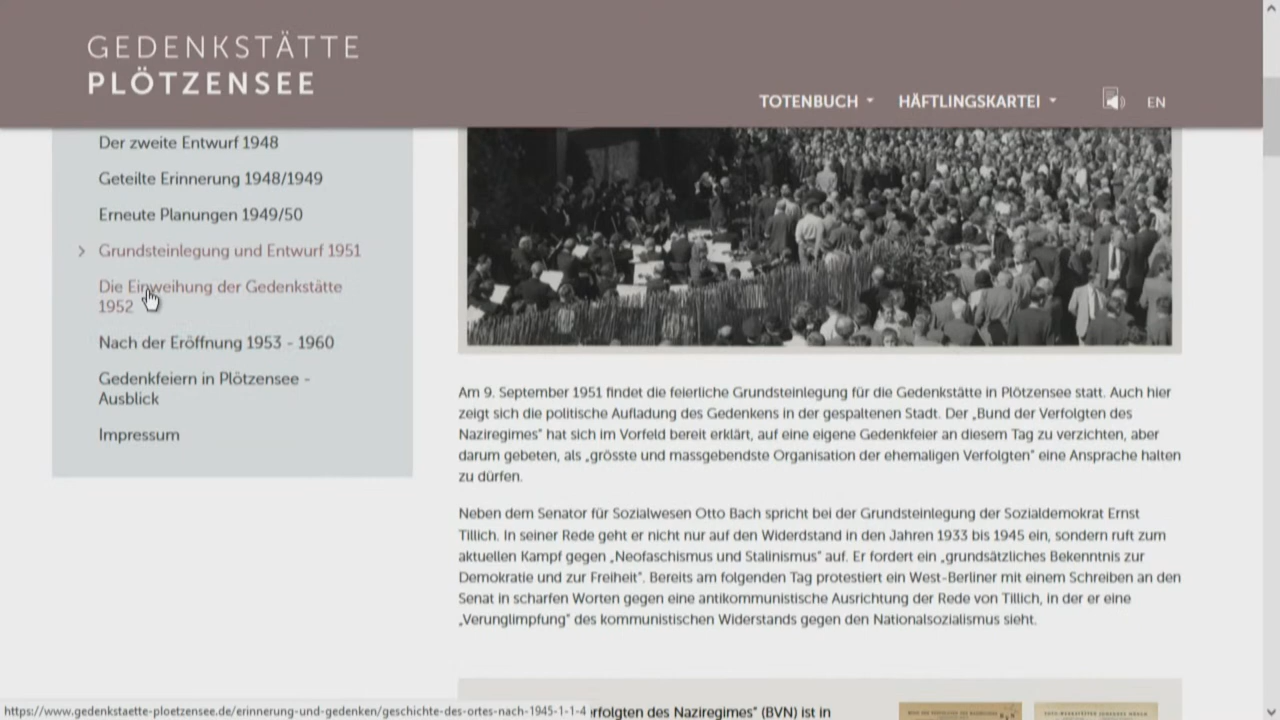 GEDENKSTÄTTE
PLÖTZENSEE
TOTENBUCH
HÄFTLINGSKARTEI
EN
Der zweite Entwurf 1948
Geteilte Erinnerung 1948/1949
Erneute Planungen 1949/50
Grundsteinlegung und Entwurf 1951
Die Einweihung der Gedenkstätte
1952
Nach der Eröffnung 1953 - 1960
Gedenkfeiern in Plötzensee -
Ausblick
Impressum
Am 9. September 1951 findet die feierliche Grundsteinlegung für die Gedenkstätte in Plötzensee statt. Auch hier
zeigt sich die politische Aufladung des Gedenkens in der gespaltenen Stadt. Der „Bund der Verfolgten des
Naziregimes" hat sich im Vorfeld bereit erklärt, auf eine eigene Gedenkfeier an diesem Tag zu verzichten, aber
darum gebeten, als „grösste und massgebendste Organisation der ehemaligen Verfolgten" eine Ansprache halten
zu dürfen.
Neben dem Senator für Sozialwesen Otto Bach spricht bei der Grundsteinlegung der Sozialdemokrat Ernst
Tillich. In seiner Rede geht er nicht nur auf den Widerdstand in den Jahren 1933 bis 1945 ein, sondern ruft zum
aktuellen Kampf gegen „Neofaschismus und Stalinismus" auf. Er fordert ein „grundsätzliches Bekenntnis zur
Demokratie und zur Freiheit". Bereits am folgenden Tag protestiert ein West-Berliner mit einem Schreiben an den
Senat in scharfen Worten gegen eine antikommunistische Ausrichtung der Rede von Tillich, in der er eine
„Verunglimpfung" des kommunistischen Widerstands gegen den Nationalsozialismus sieht.
https://www.gedenkstaette-ploetzensee.de/erinnerung-und-gedenken/geschichte-des-ortes-nach-1945-1-1-4
rfolgten des Naziregimes" (BVN) ist in